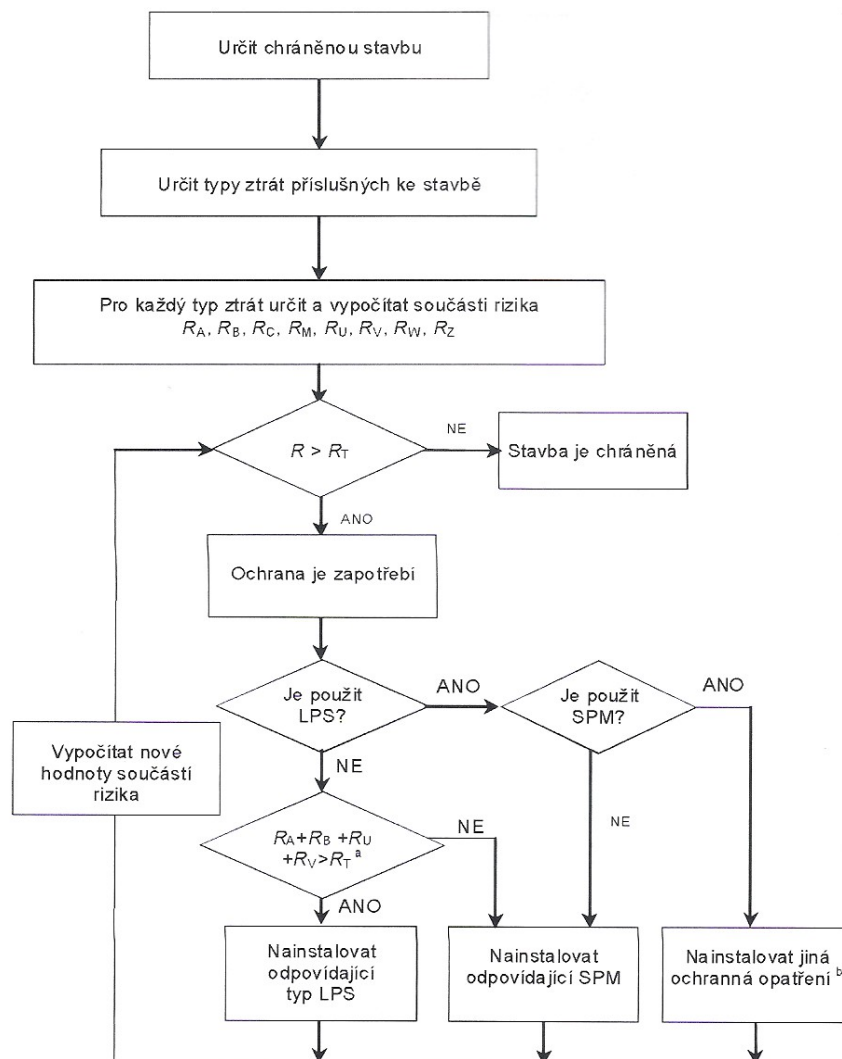 Určit chráněnou stavbu
Určit typy ztrát příslušných ke stavbě
Pro každý typ ztrát určit a vypočítat součásti rizika
RA, RB, RC, RM, RU, RV, RW, RZ
R > RT
NE
Stavba je chráněná
ANO
Ochrana je zapotřebí
Je použit
LPS?
ANO
Je použit
SPM?
ANO
Vypočítat nové
hodnoty součástí
rizika
NE
NE
RA+RB +RU
+RV>RT a
NE
ANO
Nainstalovat
odpovídající
typ LPS
Nainstalovat
odpovídající SPM
Nainstalovat jiná
ochranná opatření b